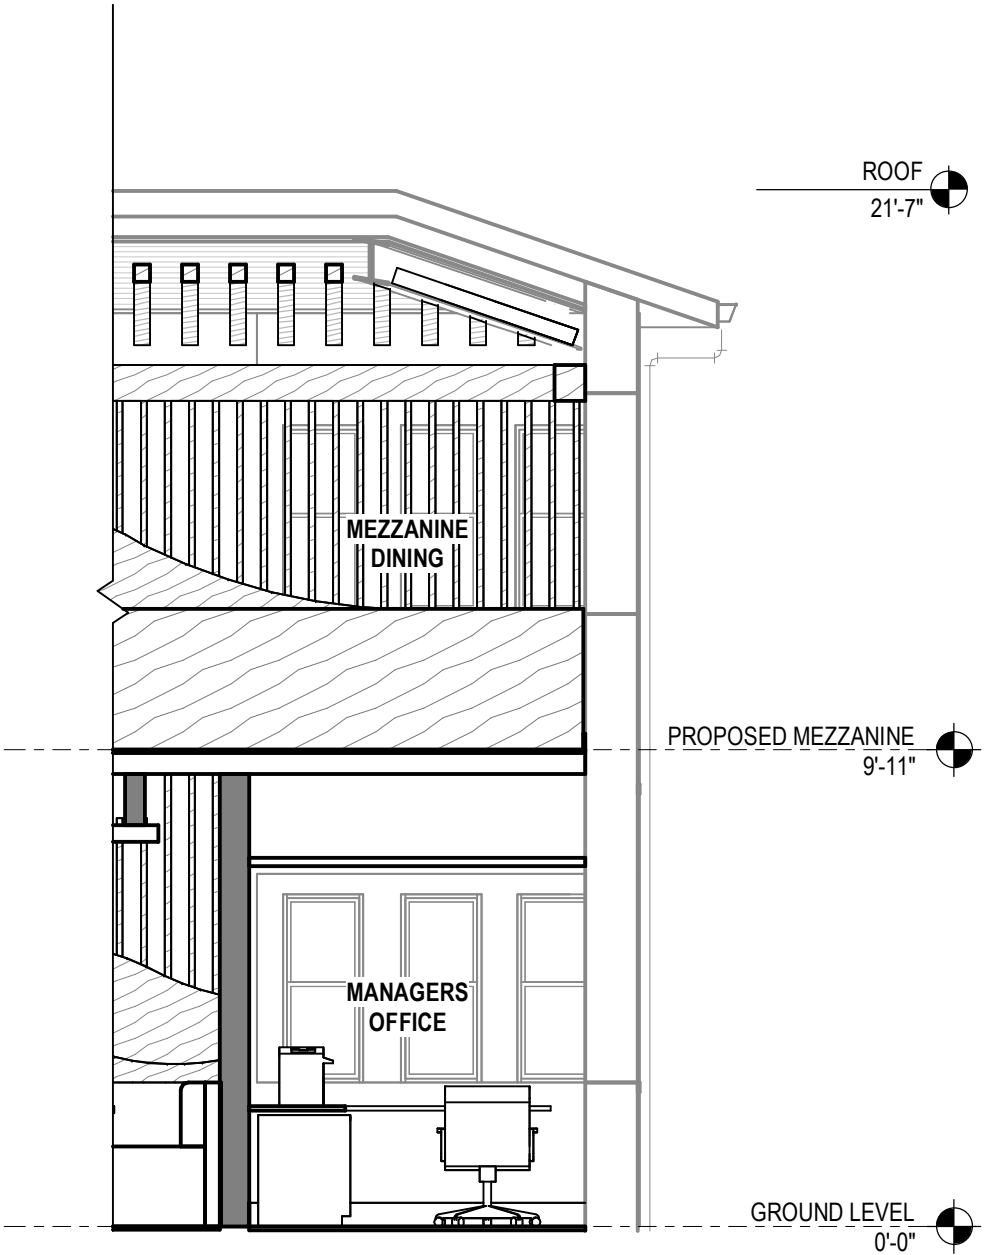 ROOF
21'-7"
MEZZANINE
DINING
PROPOSED MEZZANINE
9'-11"
MANAGERS
OFFICE
GROUND LEVEL
0'-0"